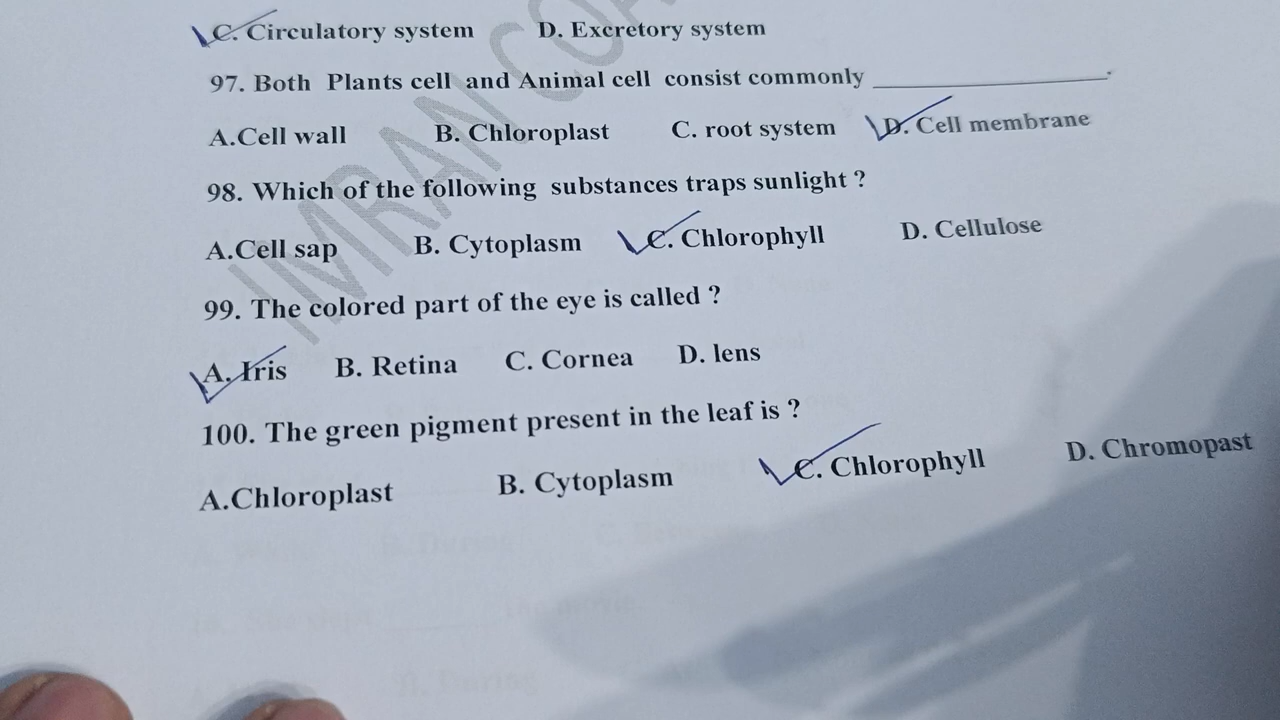 C. Circulatory system D. Excretory system
97. Both Plants cell and Animal cell consist commonly ____________________.
A.Cell wall B. Chloroplast C. root system D. Cell membrane
98. Which of the following substances traps sunlight ?
A.Cell sap B. Cytoplasm C. Chlorophyll D. Cellulose
99. The colored part of the eye is called ?
A. Iris B. Retina C. Cornea D. lens
100. The green pigment present in the leaf is ?
A.Chloroplast B. Cytoplasm C. Chlorophyll D. Chromopast
IMRAN